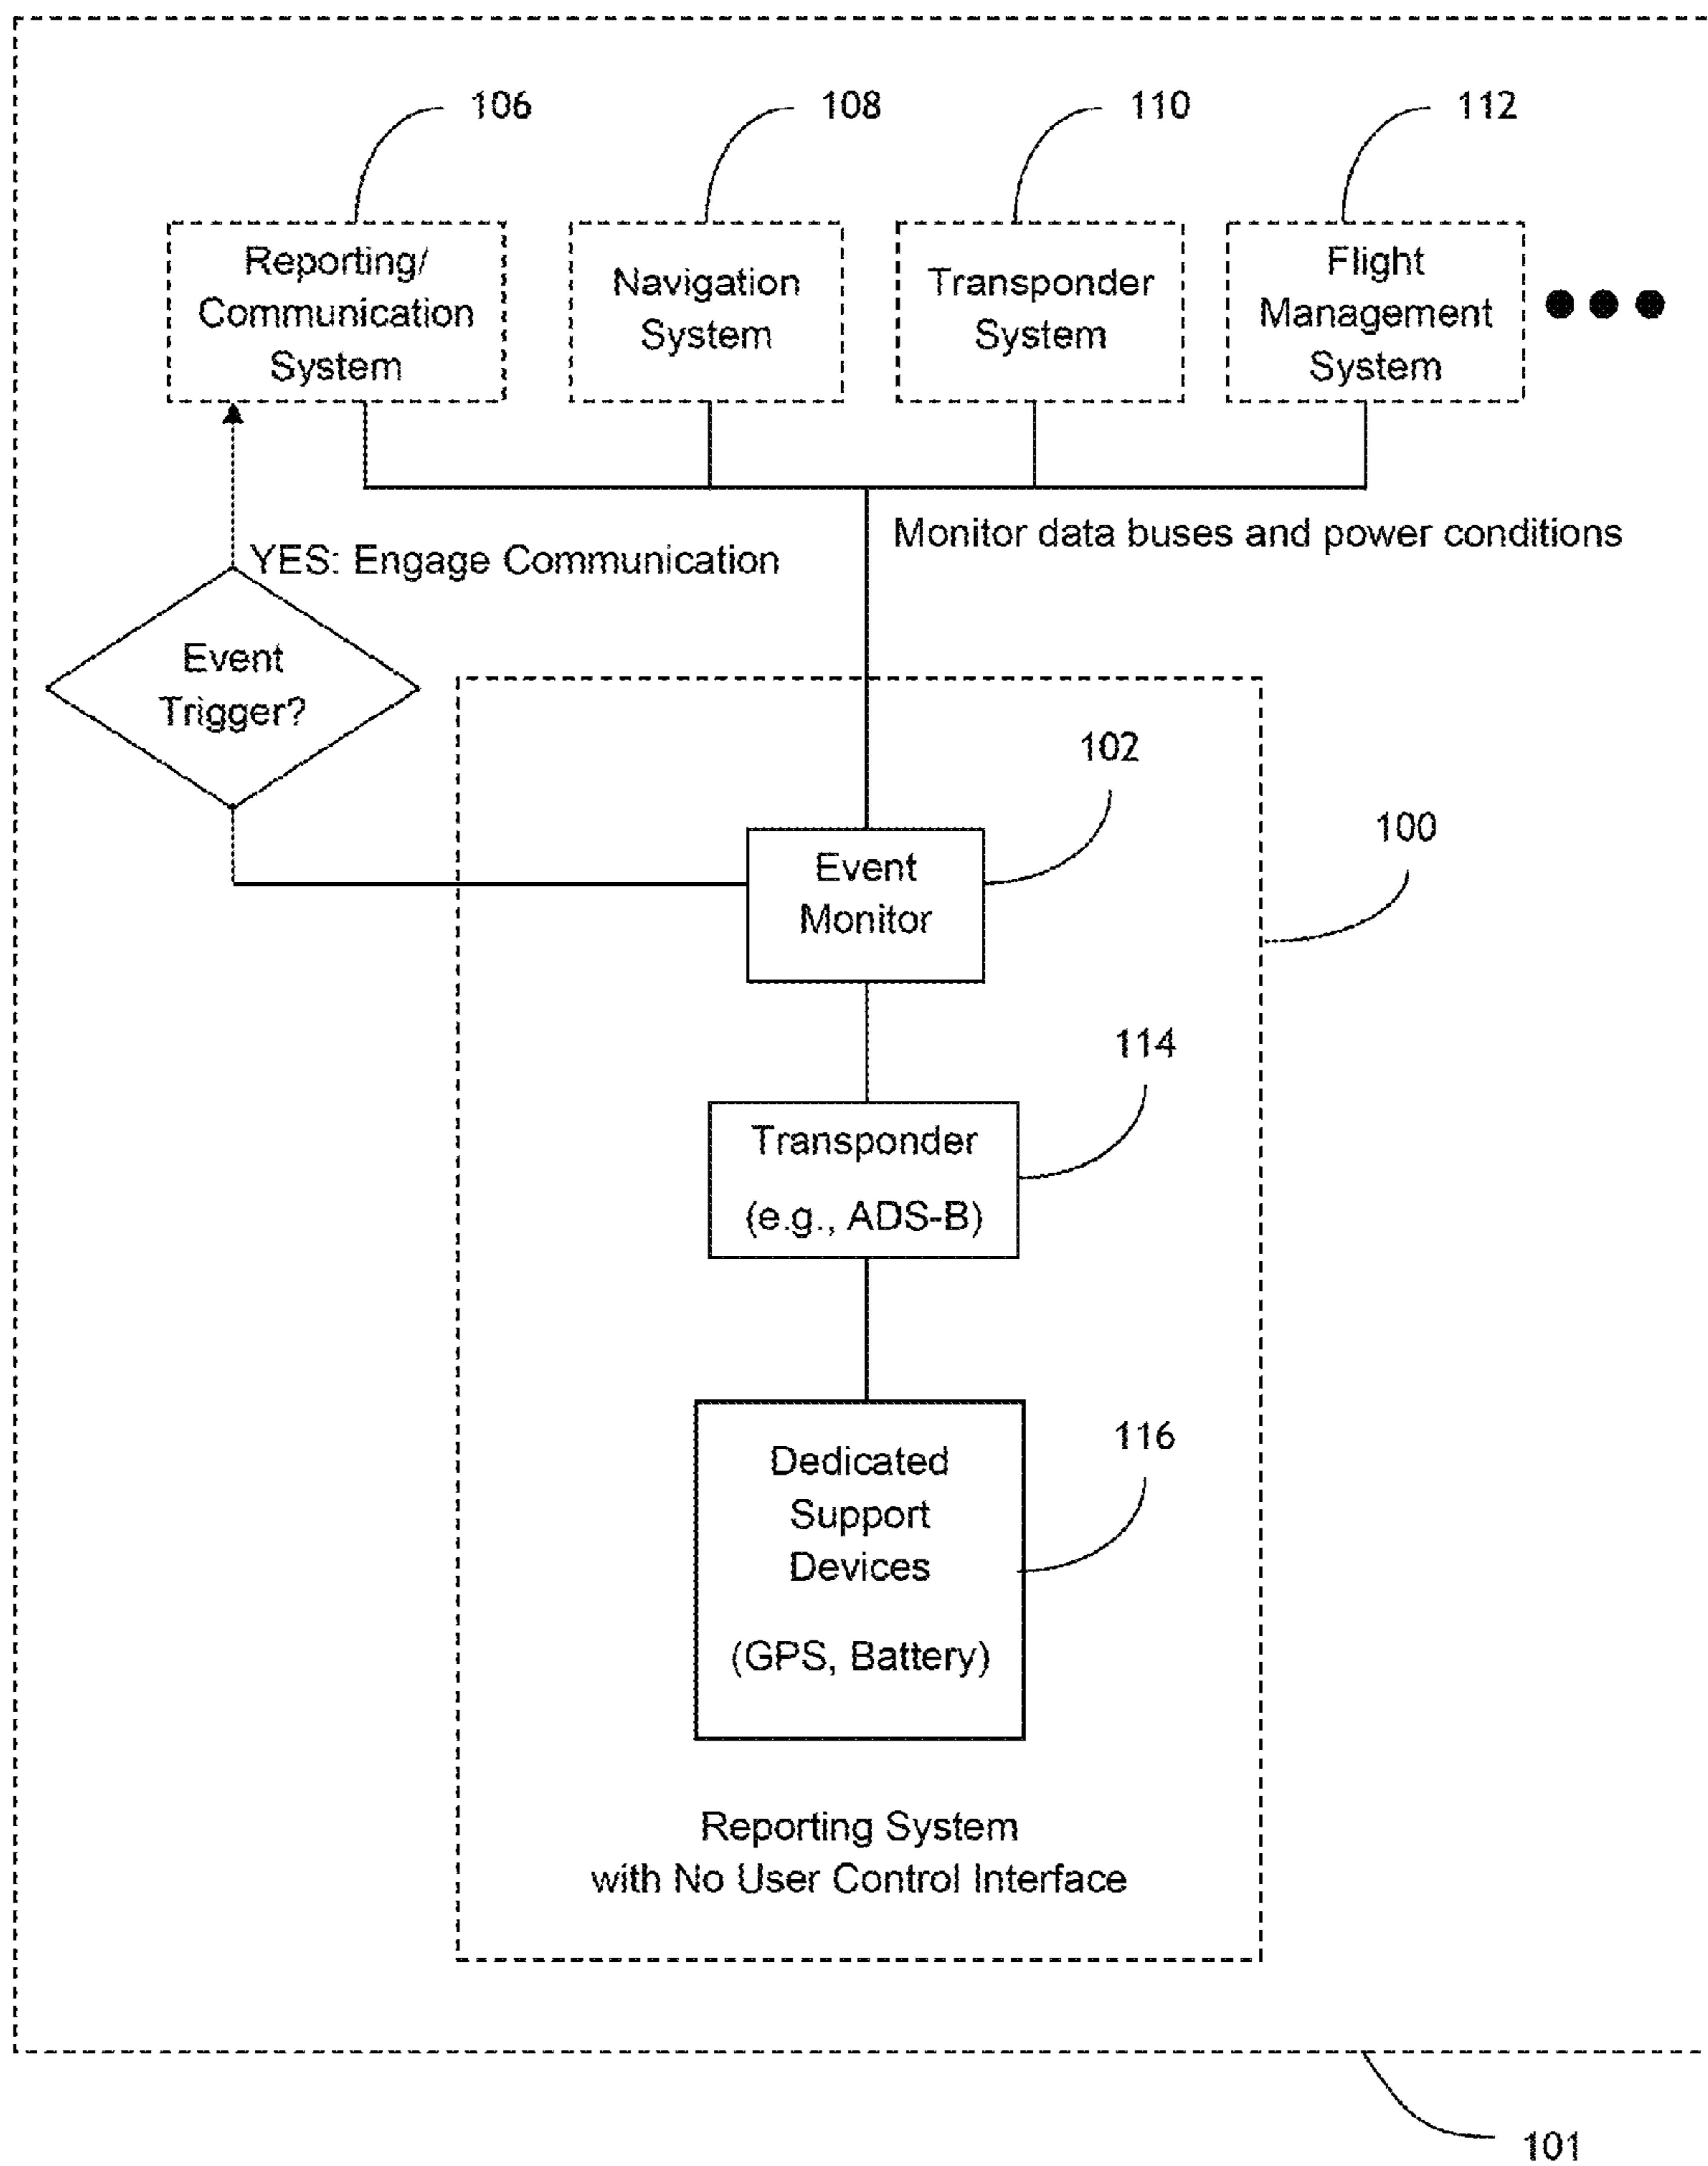 106
108
110
112
Reporting/
Communication
System
Navigation
System
Transponder
System
Flight
Management
System
Monitor data buses and power conditions
YES: Engage Communication
Event
Trigger?
102
100
Event
Monitor
114
Transponder
(e.g., ADS-B)
116
Dedicated
Support
Devices
(GPS, Battery)
Reporting System
with No User Control Interface
101